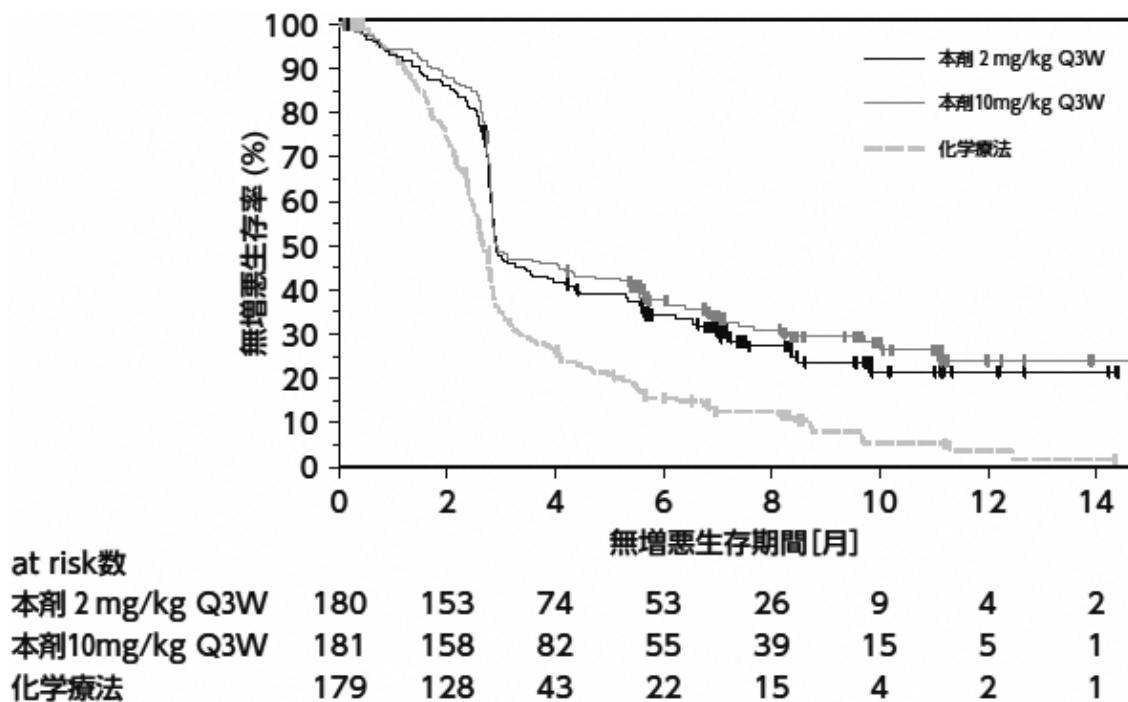 100
90
80
70
60
50
40
30
20
10
0
無増悪生存率 (%)
本剤 2 mg/kg Q3W
本剤10mg/kg Q3W
化学療法
0 2 4 6 8 10 12 14
無増悪生存期間[月]
at risk数
本剤 2 mg/kg Q3W 180 153 74 53 26 9 4 2
本剤10mg/kg Q3W 181 158 82 55 39 15 5 1
化学療法 179 128 43 22 15 4 2 1